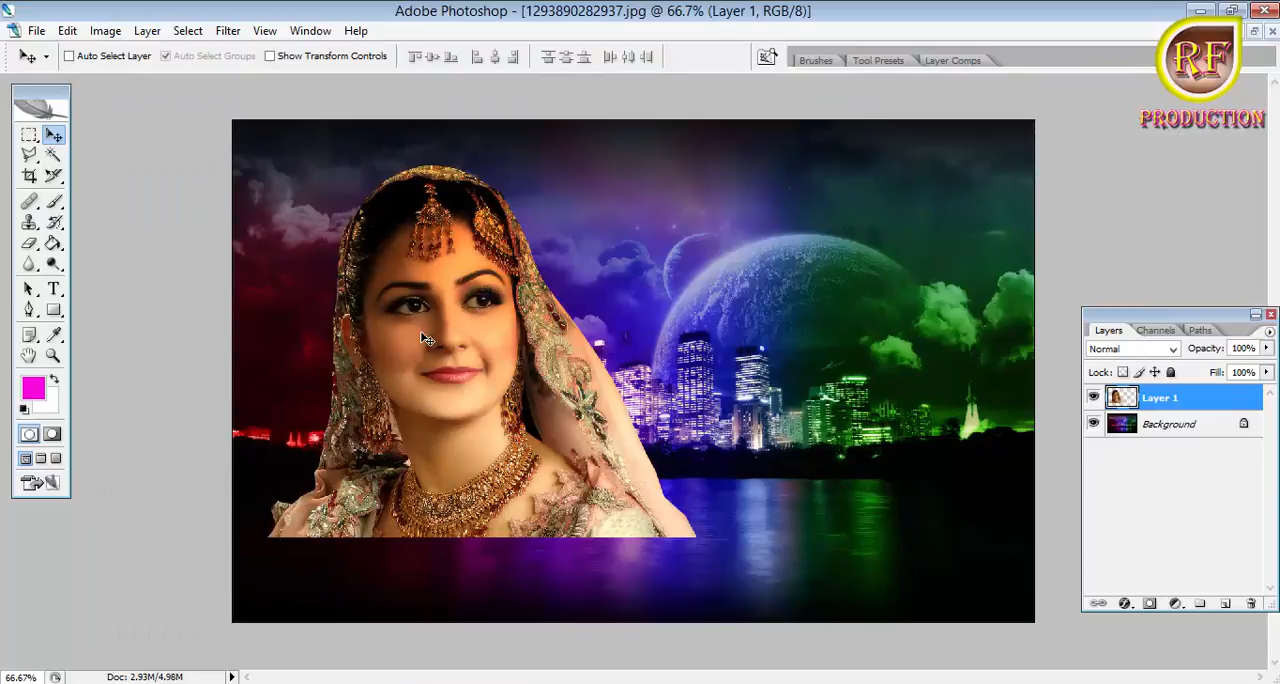 Adobe Photoshop - [1293890282937.jpg @ 66.7% (Layer 1, RGB/8)]
File Edit Image Layer Select Filter View Window Help
Auto Select Layer Auto Select Groups Show Transform Controls Brushes Tool Presets Layer Comps
RF
PRODUCTION
Layers Channels Paths
Normal Opacity: 100%
Lock: Fill: 100%
Layer 1
Background
66.67% Doc: 2.93M/4.98M